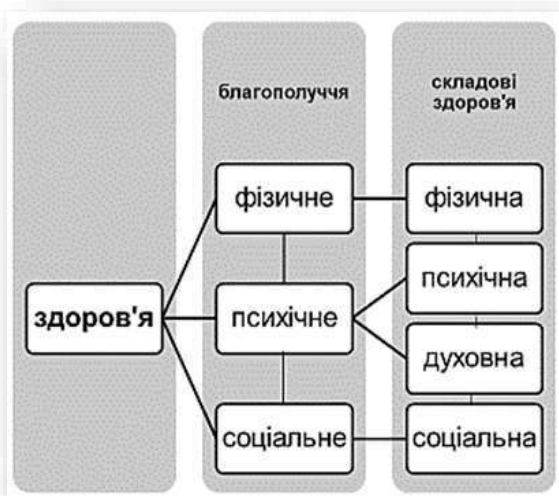 благополуччя
складові
здоров'я
фізичне
фізична
психічна
здоров'я
психічне
духовна
соціальне
соціальна